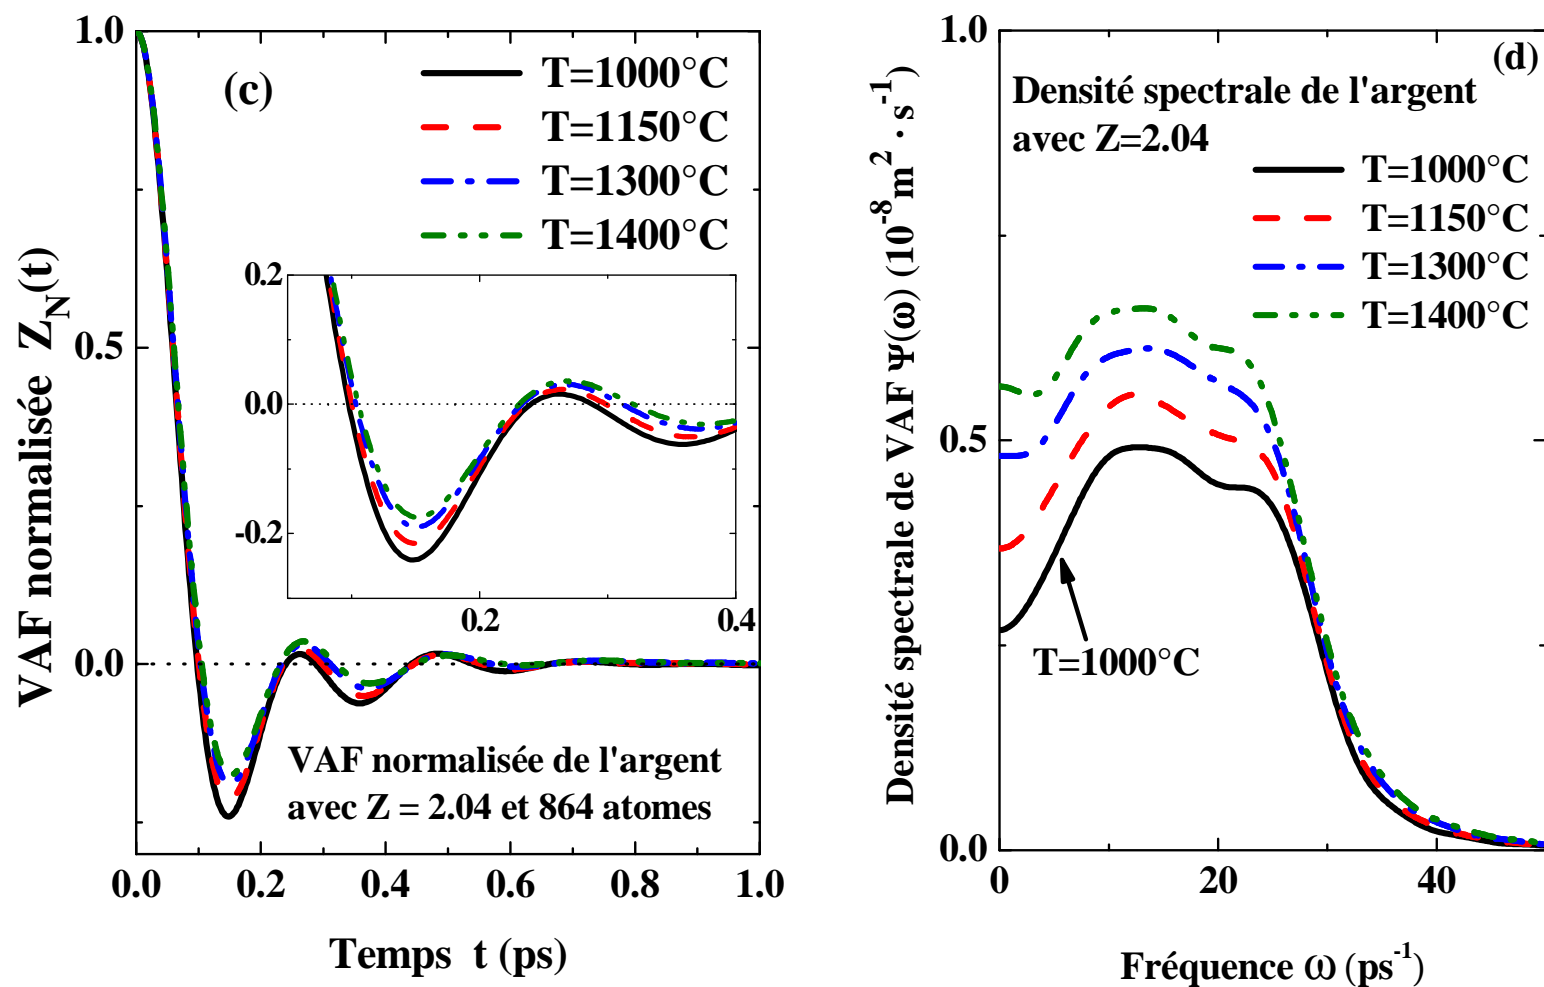 (c)
T=1000°C
T=1150°C
T=1300°C
T=1400°C
VAF normalisée Z_N(t)
1.0
0.5
0.0
0.2
0.0
-0.2
0.2
0.4
VAF normalisée de l'argent
avec Z = 2.04 et 864 atomes
0.0
0.2
0.4
0.6
0.8
1.0
Temps t (ps)
(d)
Densité spectrale de l'argent
avec Z=2.04
T=1000°C
T=1150°C
T=1300°C
T=1400°C
Densité spectrale de VAF Ψ(ω) (10⁻⁸ m² · s⁻¹)
1.0
0.5
0.0
T=1000°C
0
20
40
Fréquence ω (ps⁻¹)